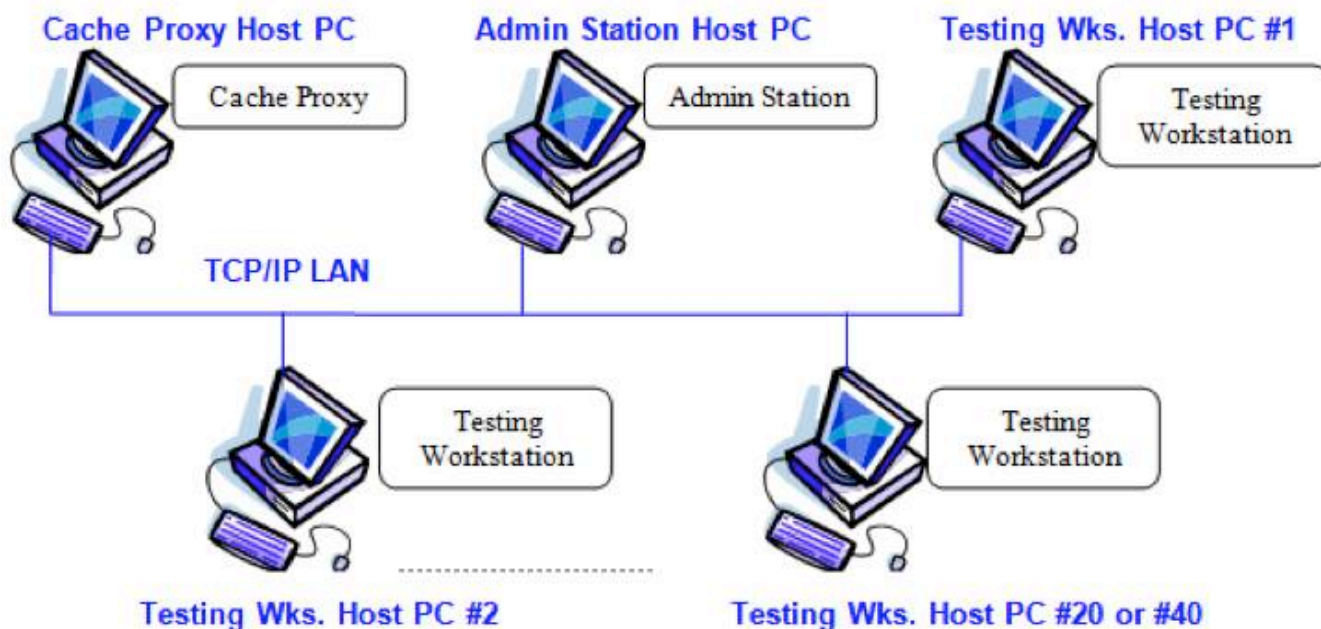 Cache Proxy Host PC
Admin Station Host PC
Testing Wks. Host PC #1
Cache Proxy
Admin Station
Testing
Workstation
TCP/IP LAN
Testing
Workstation
Testing
Workstation
Testing Wks. Host PC #2
Testing Wks. Host PC #20 or #40